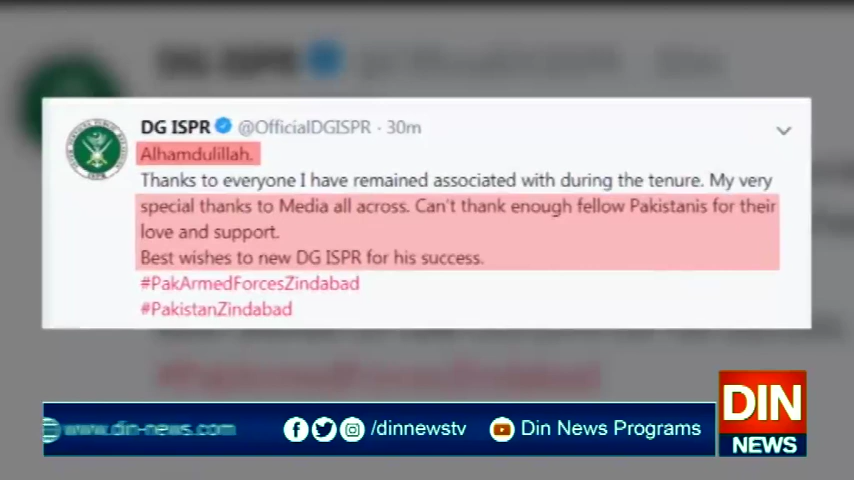 DG ISPR @OfficialDGISPR · 30m
Alhamdulillah.
Thanks to everyone I have remained associated with during the tenure. My very
special thanks to Media all across. Can't thank enough fellow Pakistanis for their
love and support.
Best wishes to new DG ISPR for his success.
#PakArmedForcesZindabad
#PakistanZindabad
www.din-news.com
/dinnewstv
Din News Programs
DIN
NEWS